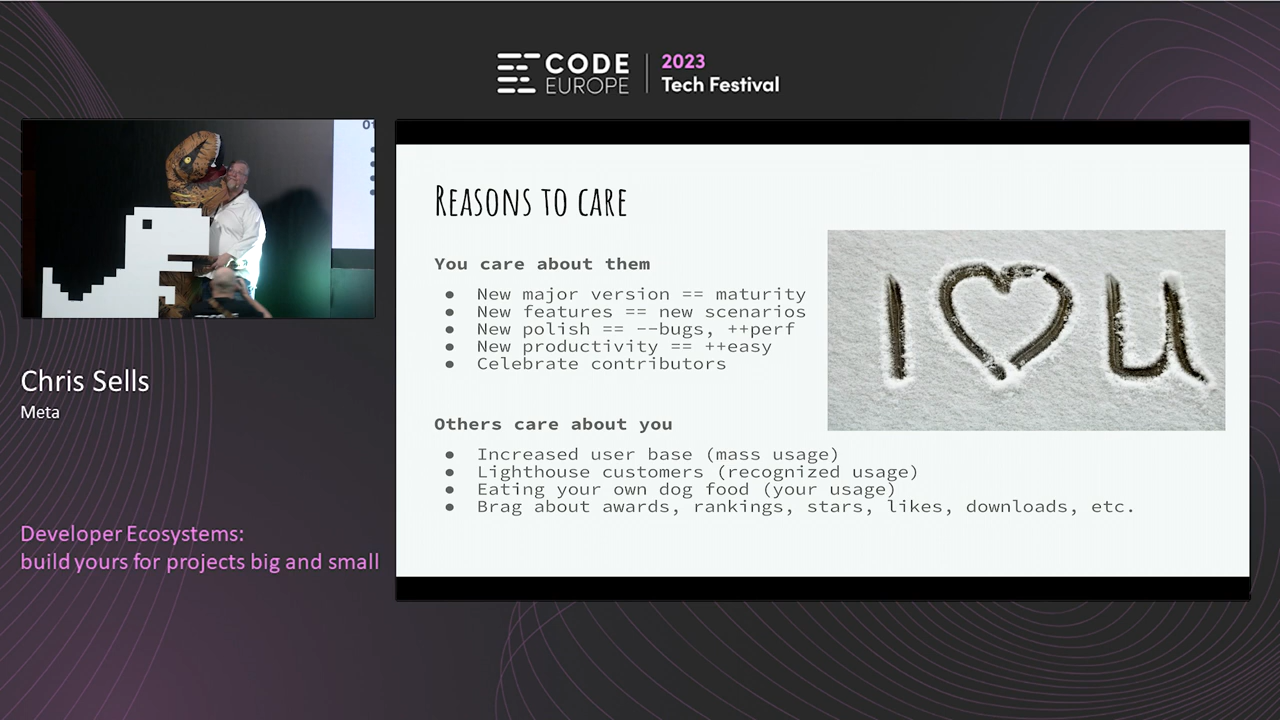 CODE
EUROPE
2023
Tech Festival
Chris Sells
Meta
Developer Ecosystems:
build yours for projects big and small
REASONS TO CARE
You care about them
● New major version == maturity
● New features == new scenarios
● New polish == --bugs, ++perf
● New productivity == ++easy
● Celebrate contributors
I ♥ U
Others care about you
● Increased user base (mass usage)
● Lighthouse customers (recognized usage)
● Eating your own dog food (your usage)
● Brag about awards, rankings, stars, likes, downloads, etc.